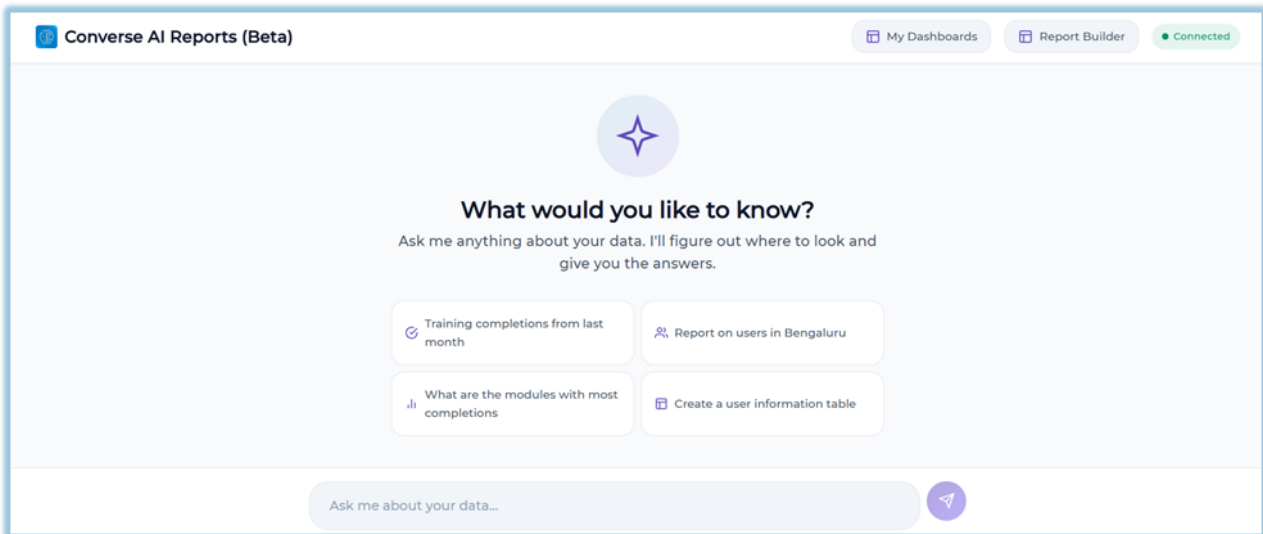 Converse AI Reports (Beta)
My Dashboards
Report Builder
Connected
What would you like to know?
Ask me anything about your data. I'll figure out where to look and
give you the answers.
Training completions from last
month
Report on users in Bengaluru
What are the modules with most
completions
Create a user information table
Ask me about your data...